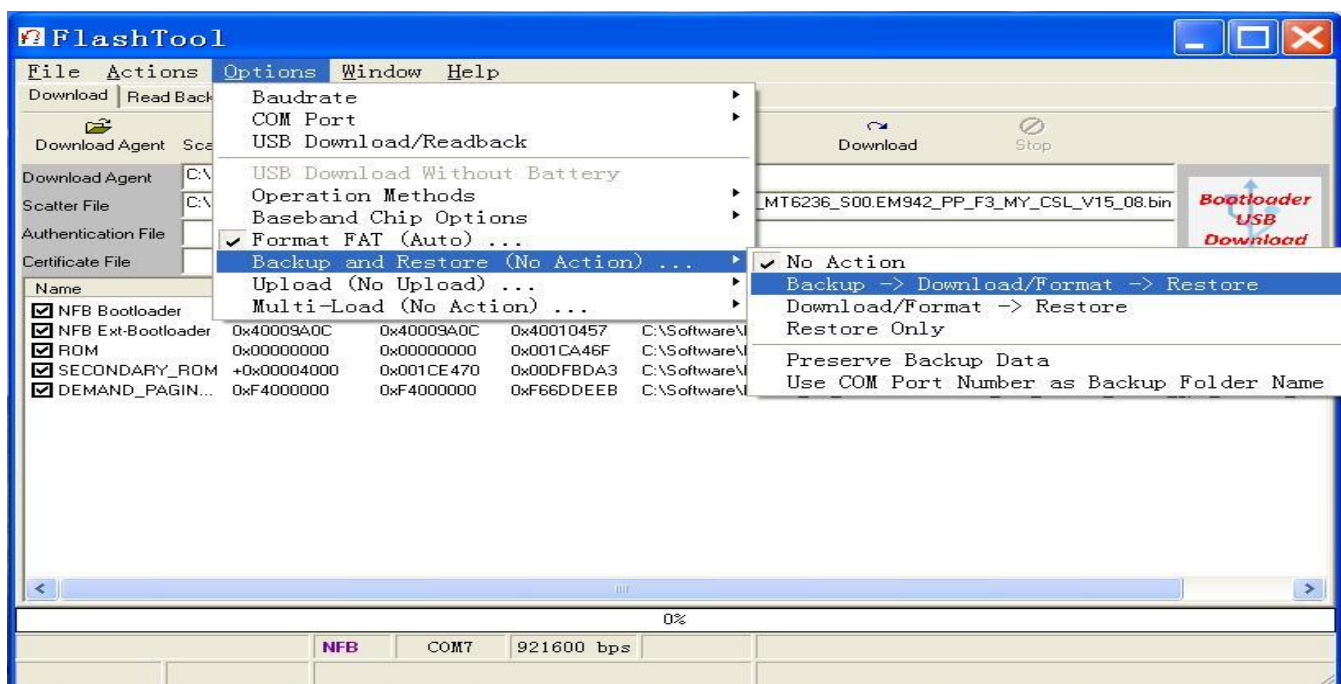 FlashTool
File Actions Options Window Help
Download Read Back
Baudrate
COM Port
USB Download/Readback
USB Download Without Battery
Operation Methods
Baseband Chip Options
Format FAT (Auto) ...
Backup and Restore (No Action) ...
Upload (No Upload) ...
Multi-Load (No Action) ...
No Action
Backup -> Download/Format -> Restore
Download/Format -> Restore
Restore Only
Preserve Backup Data
Use COM Port Number as Backup Folder Name
Download Agent Sca Download Stop
Download Agent C:\
Scatter File C:\ _MT6236_S00.EM942_PP_F3_MY_CSL_V15_08.bin
Authentication File
Certificate File
Bootloader
USB
Download
Name
NFB Bootloader
NFB Ext-Bootloader 0x40009A0C 0x40009A0C 0x40010457 C:\Software\
ROM 0x00000000 0x00000000 0x001CA46F C:\Software\
SECONDARY_ROM +0x00004000 0x001CE470 0x00DFBDA3 C:\Software\
DEMAND_PAGIN... 0xF4000000 0xF4000000 0xF66DDEEB C:\Software\
0%
NFB COM7 921600 bps